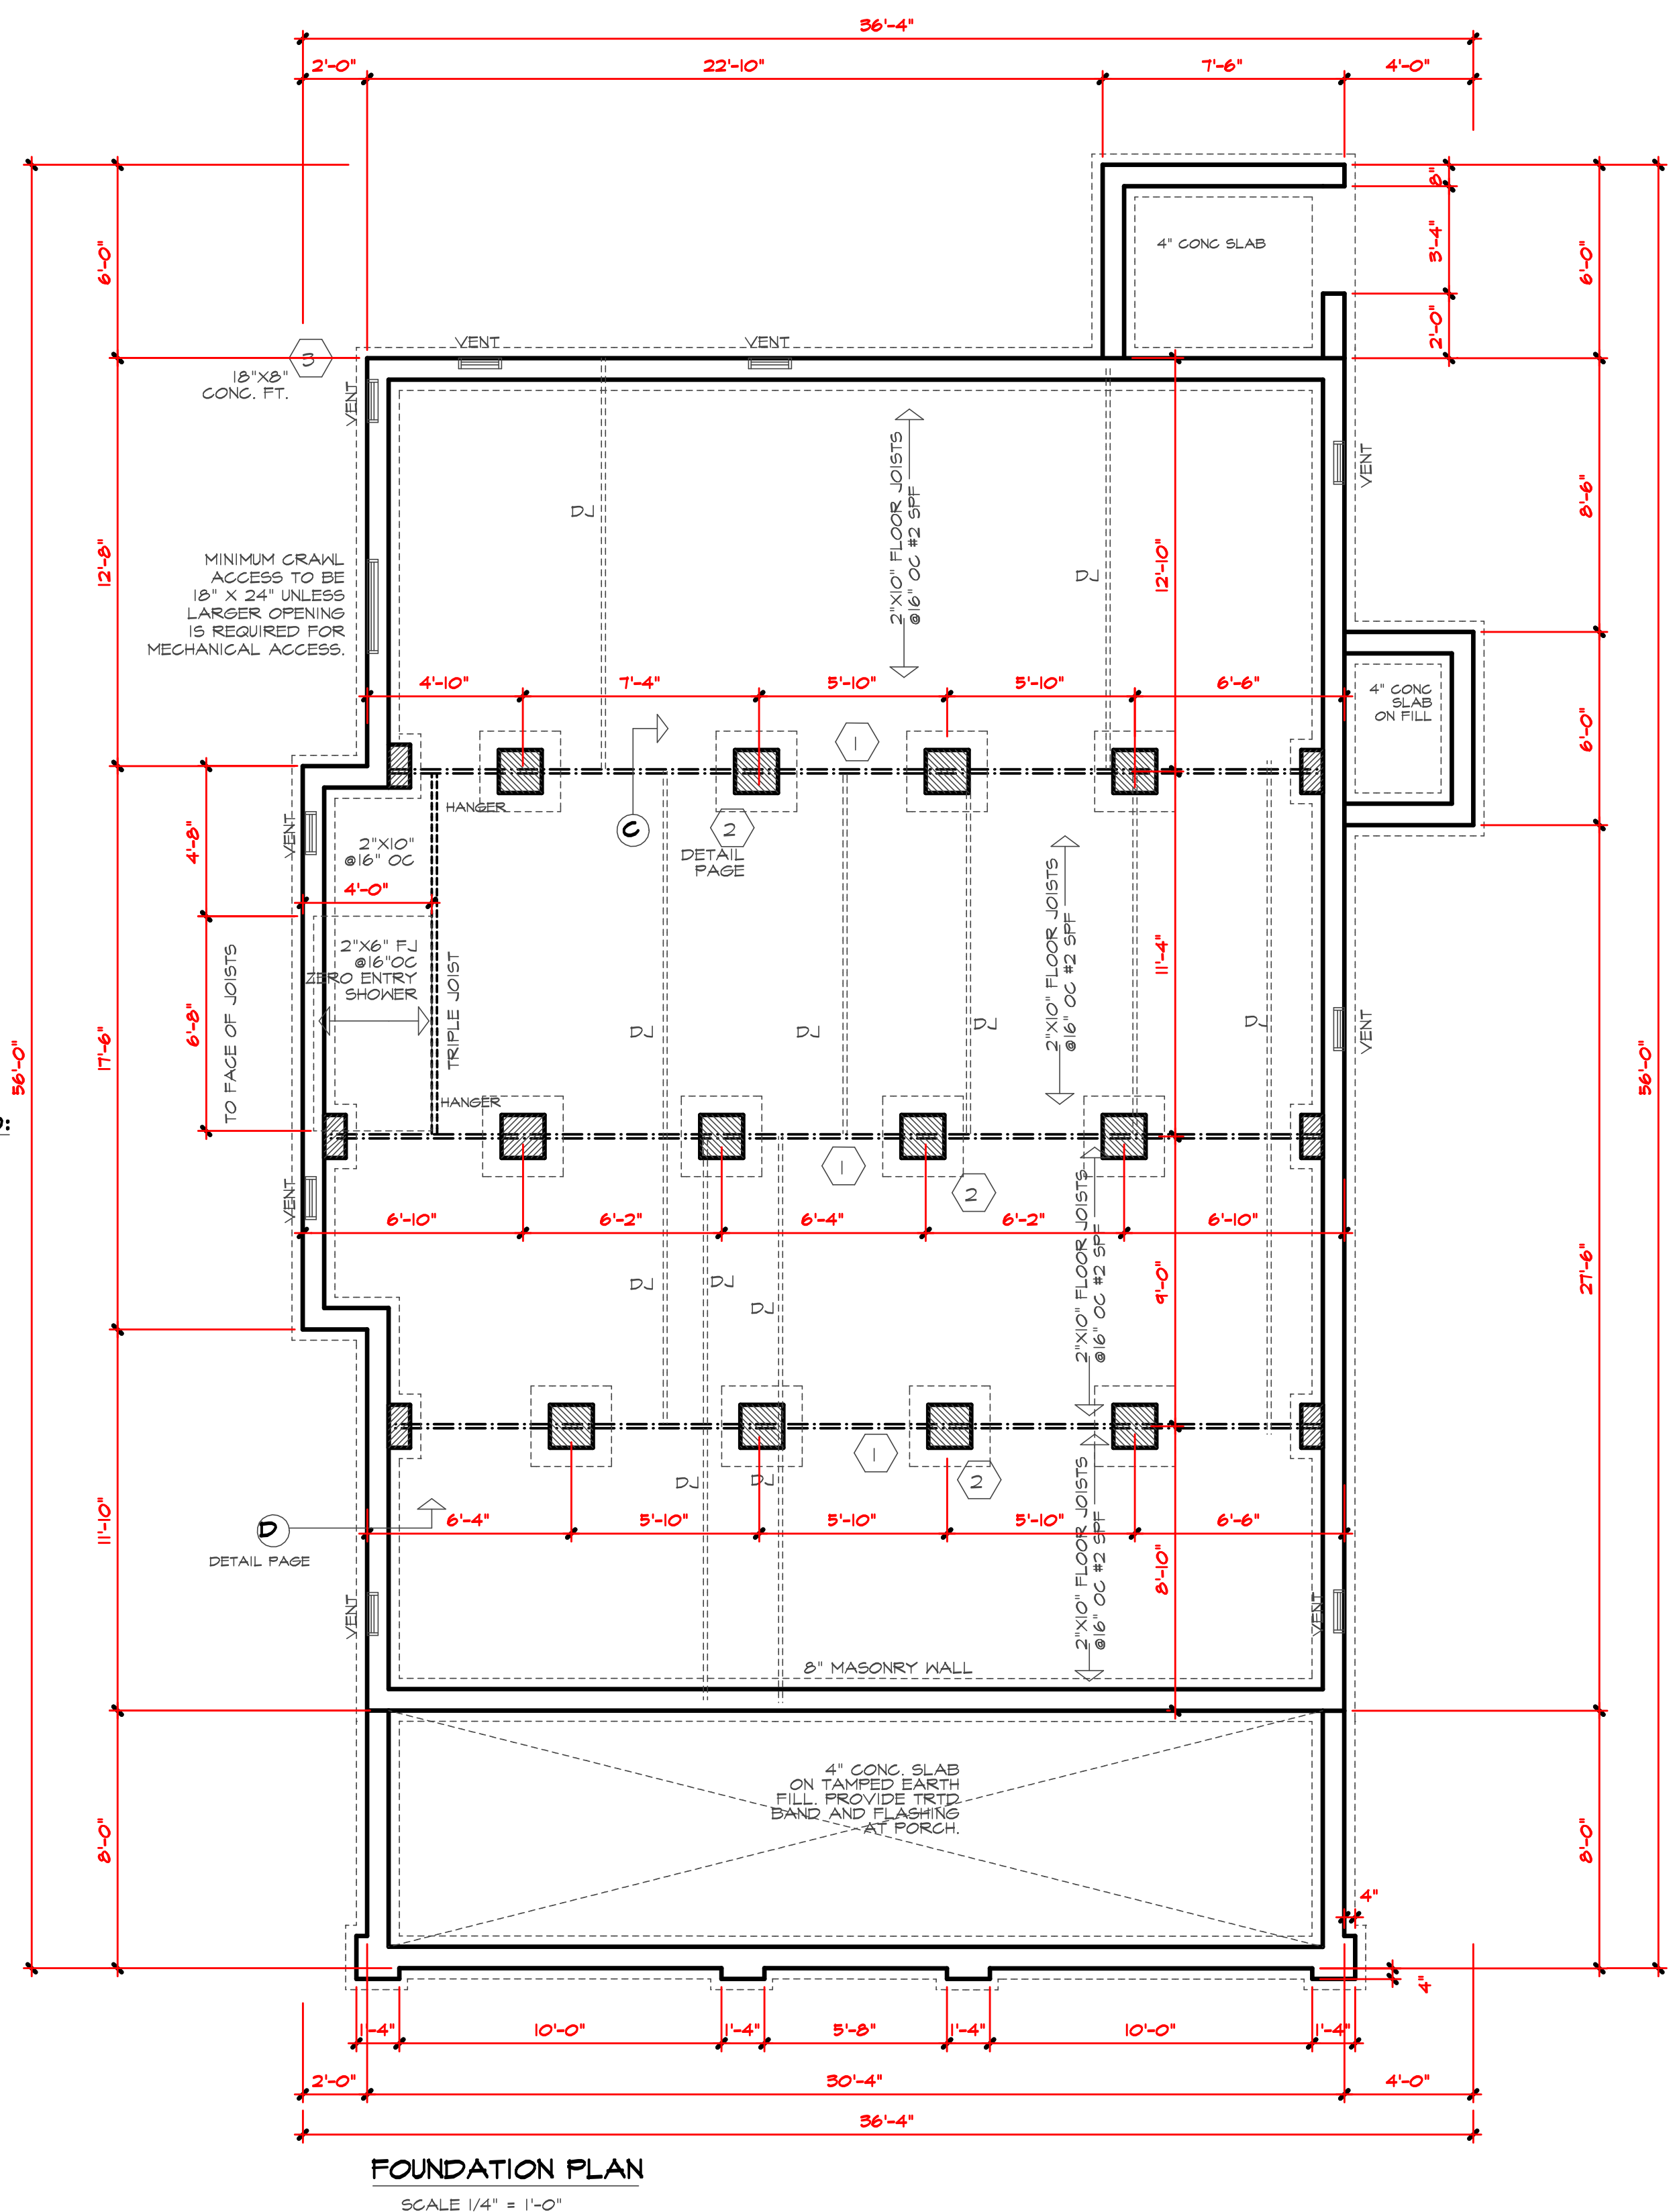 36'-4"
2'-0"
22'-10"
7'-6"
4'-0"
8"
3'-4"
2'-0"
6'-0"
6'-0"
4" CONC SLAB
VENT
VENT
3
18"X8"
CONC. FT.
VENT
VENT
12'-8"
8'-6"
2"X10" FLOOR JOISTS
@16" OC #2 SPF
DJ
DJ
12'-10"
MINIMUM CRAWL
ACCESS TO BE
18" X 24" UNLESS
LARGER OPENING
IS REQUIRED FOR
MECHANICAL ACCESS.
4'-10"
7'-4"
5'-10"
5'-10"
6'-6"
4" CONC
SLAB
ON FILL
6'-0"
1
HANGER
C
2
DETAIL
PAGE
VENT
2"X10"
@16" OC
4'-8"
4'-0"
2"X6" FJ
@16"OC
ZERO ENTRY
SHOWER
TRIPLE JOIST
TO FACE OF JOISTS
6'-8"
2"X10" FLOOR JOISTS
@16" OC #2 SPF
11'-4"
DJ
DJ
DJ
DJ
VENT
17'-6"
56'-0"
56'-0"
HANGER
1
2
VENT
6'-10"
6'-2"
6'-4"
6'-2"
6'-10"
2"X10" FLOOR JOISTS
@16" OC #2 SPF
9'-0"
27'-6"
DJ
DJ
DJ
1
2
DJ
DJ
D
DETAIL PAGE
6'-4"
5'-10"
5'-10"
5'-10"
6'-6"
11'-10"
2"X10" FLOOR JOISTS
@16" OC #2 SPF
8'-10"
VENT
VENT
8" MASONRY WALL
4" CONC. SLAB
ON TAMPED EARTH
FILL. PROVIDE TRTD
BAND AND FLASHING
AT PORCH.
8'-0"
8'-0"
4"
4"
1'-4"
10'-0"
1'-4"
5'-8"
1'-4"
10'-0"
1'-4"
2'-0"
30'-4"
4'-0"
36'-4"
FOUNDATION PLAN
SCALE 1/4" = 1'-0"